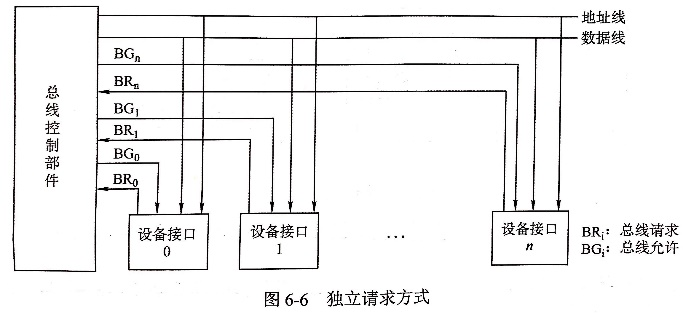 地址线
数据线
总线控制部件
BGn
BRn
BG1
BR1
BG0
BR0
设备接口
0
设备接口
1
...
设备接口
n
BRi: 总线请求
BGi: 总线允许
图 6-6 独立请求方式